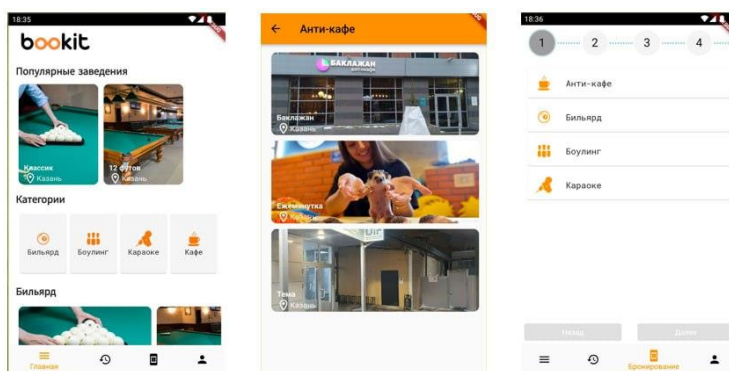 18:35
bookit
Популярные заведения
Классик
Казань
12 футов
Казань
Категории
Бильярд
Боулинг
Караоке
Кафе
Бильярд
Главная
Анти-кафе
БАКЛАЖАН
антикафе
Баклажан
Казань
Ежеминутка
Казань
Тема
Казань
18:36
1
2
3
4
Анти-кафе
Бильярд
Боулинг
Караоке
Назад
Далее
Бронирование